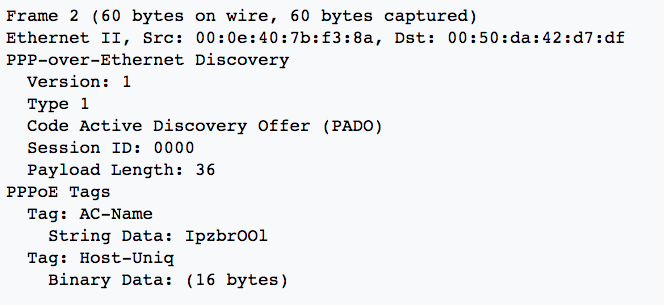 Frame 2 (60 bytes on wire, 60 bytes captured)
Ethernet II, Src: 00:0e:40:7b:f3:8a, Dst: 00:50:da:42:d7:df
PPP-over-Ethernet Discovery
Version: 1
Type 1
Code Active Discovery Offer (PADO)
Session ID: 0000
Payload Length: 36
PPPoE Tags
Tag: AC-Name
String Data: IpzbrOOl
Tag: Host-Uniq
Binary Data: (16 bytes)